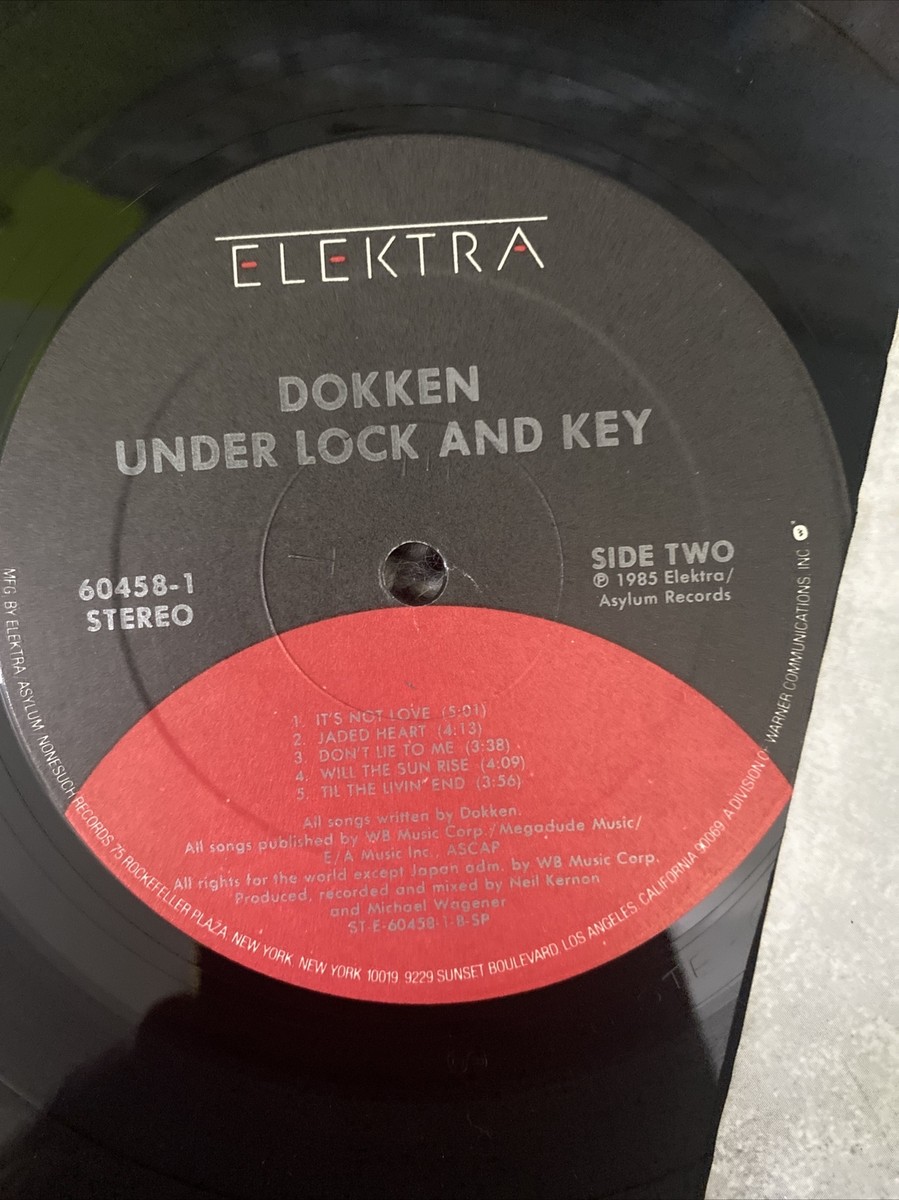 ELEKTRA
DOKKEN
UNDER LOCK AND KEY
60458-1
STEREO
SIDE TWO
℗ 1985 Elektra/
Asylum Records
1. IT'S NOT LOVE (5:01)
2. JADED HEART (4:13)
3. DON'T LIE TO ME (3:38)
4. WILL THE SUN RISE (4:09)
5. TIL THE LIVIN' END (3:56)
All songs written by Dokken.
All songs published by WB Music Corp./Megadude Music/
E/A Music Inc., ASCAP
All rights for the world except Japan adm. by WB Music Corp.
Produced, recorded and mixed by Neil Kernon
and Michael Wagener
ST-E-60458-1-B-SP
MFG BY ELEKTRA, ASYLUM, NONESUCH RECORDS, 75 ROCKEFELLER PLAZA, NEW YORK, NEW YORK 10019 9229 SUNSET BOULEVARD, LOS ANGELES, CALIFORNIA 90069 A DIVISION OF WARNER COMMUNICATIONS INC.